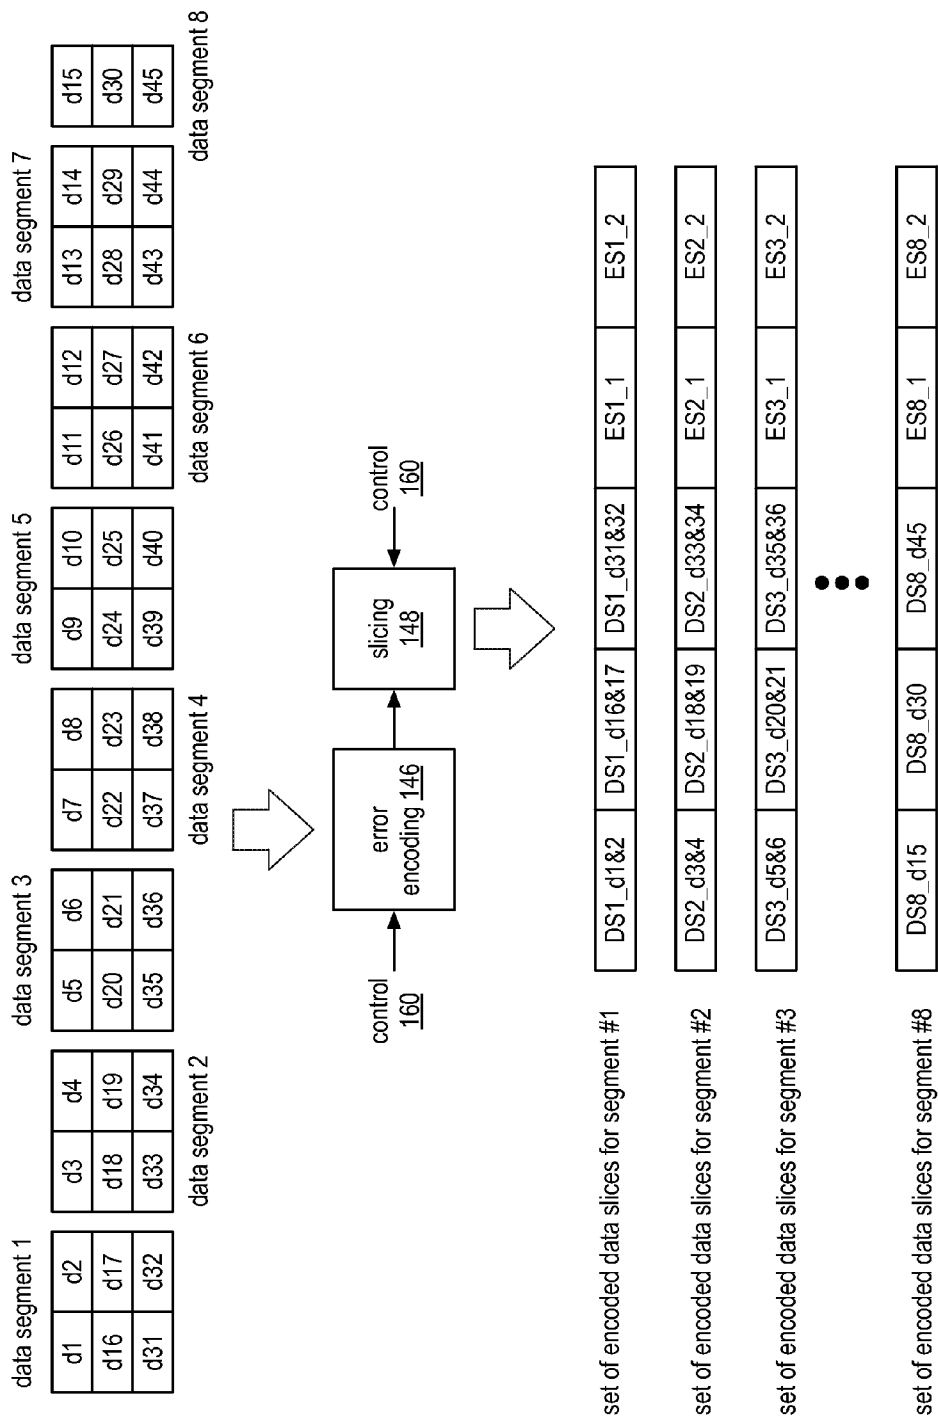 data segment 1
d1 d2
d16 d17
d31 d32
d3 d4
d18 d19
d33 d34
data segment 2
data segment 3
d5 d6
d20 d21
d35 d36
d7 d8
d22 d23
d37 d38
data segment 4
data segment 5
d9 d10
d24 d25
d39 d40
d11 d12
d26 d27
d41 d42
data segment 6
data segment 7
d13 d14
d28 d29
d43 d44
d15
d30
d45
data segment 8
control
160
error
encoding 146
slicing
148
control
160
set of encoded data slices for segment #1 DS1_d1&2 DS1_d16&17 DS1_d31&32 ES1_1 ES1_2
set of encoded data slices for segment #2 DS2_d3&4 DS2_d18&19 DS2_d33&34 ES2_1 ES2_2
set of encoded data slices for segment #3 DS3_d5&6 DS3_d20&21 DS3_d35&36 ES3_1 ES3_2
set of encoded data slices for segment #8 DS8_d15 DS8_d30 DS8_d45 ES8_1 ES8_2